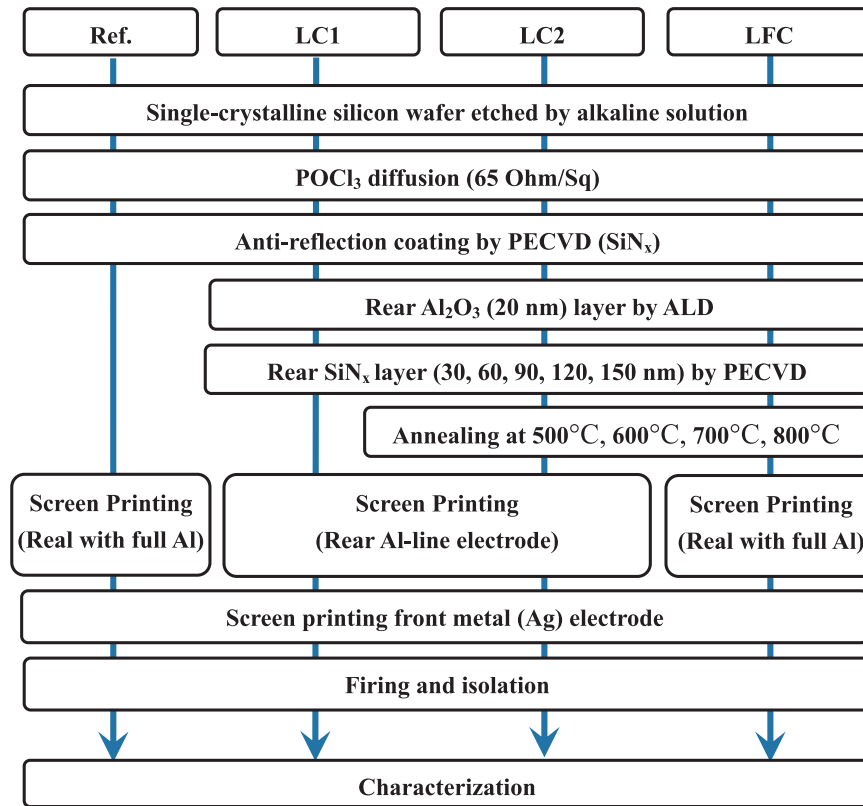 Ref.
LC1
LC2
LFC
Single-crystalline silicon wafer etched by alkaline solution
POCl₃ diffusion (65 Ohm/Sq)
Anti-reflection coating by PECVD (SiNₓ)
Rear Al₂O₃ (20 nm) layer by ALD
Rear SiNₓ layer (30, 60, 90, 120, 150 nm) by PECVD
Annealing at 500°C, 600°C, 700°C, 800°C
Screen Printing
(Real with full Al)
Screen Printing
(Rear Al-line electrode)
Screen Printing
(Real with full Al)
Screen printing front metal (Ag) electrode
Firing and isolation
Characterization